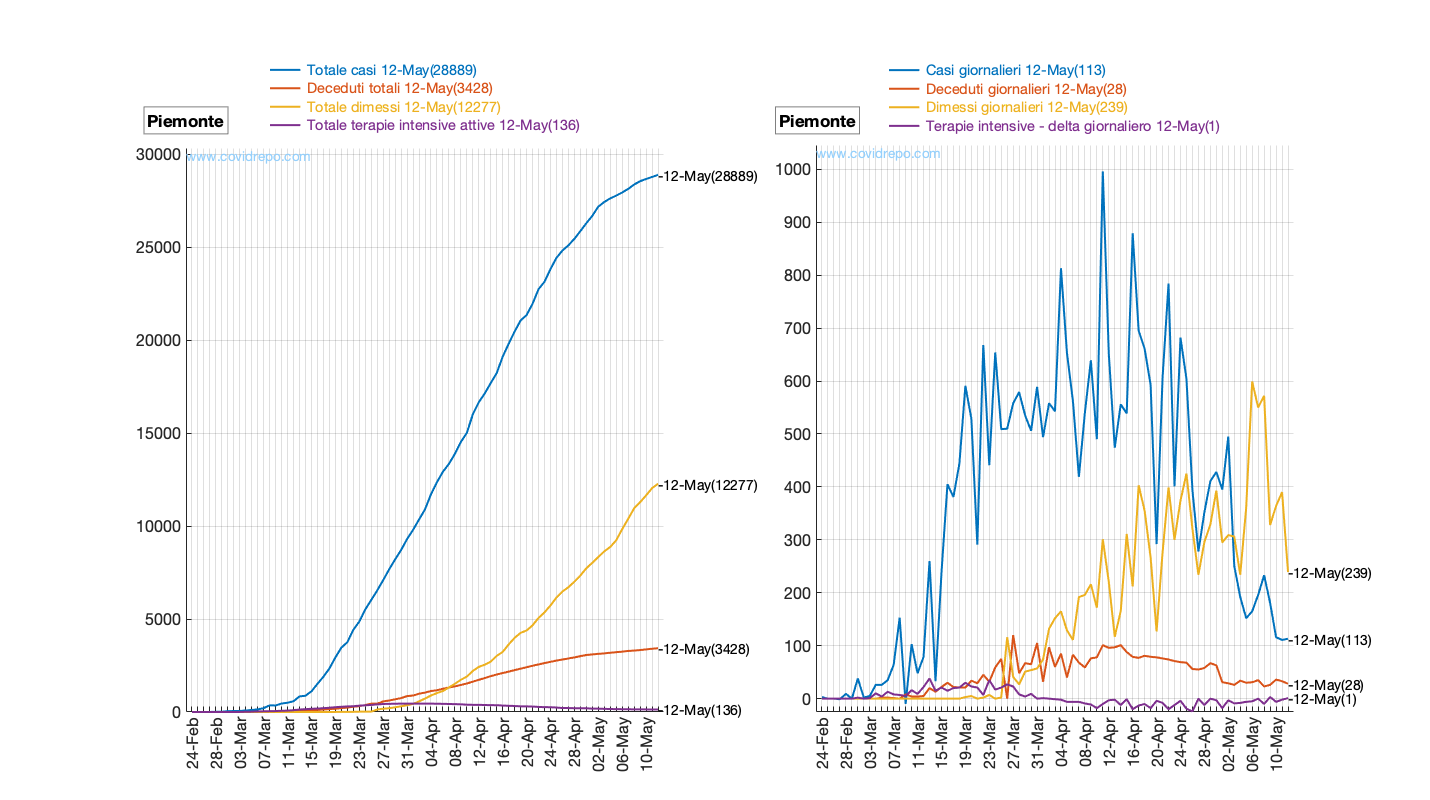 Totale casi 12-May(28889)
Deceduti totali 12-May(3428)
Totale dimessi 12-May(12277)
Totale terapie intensive attive 12-May(136)
Piemonte
www.covidrepo.com
30000
25000
20000
15000
10000
5000
0
12-May(28889)
12-May(12277)
12-May(3428)
12-May(136)
24-Feb
28-Feb
03-Mar
07-Mar
11-Mar
15-Mar
19-Mar
23-Mar
27-Mar
31-Mar
04-Apr
08-Apr
12-Apr
16-Apr
20-Apr
24-Apr
28-Apr
02-May
06-May
10-May
Casi giornalieri 12-May(113)
Deceduti giornalieri 12-May(28)
Dimessi giornalieri 12-May(239)
Terapie intensive - delta giornaliero 12-May(1)
Piemonte
www.covidrepo.com
1000
900
800
700
600
500
400
300
200
100
0
12-May(239)
12-May(113)
12-May(28)
12-May(1)
24-Feb
28-Feb
03-Mar
07-Mar
11-Mar
15-Mar
19-Mar
23-Mar
27-Mar
31-Mar
04-Apr
08-Apr
12-Apr
16-Apr
20-Apr
24-Apr
28-Apr
02-May
06-May
10-May